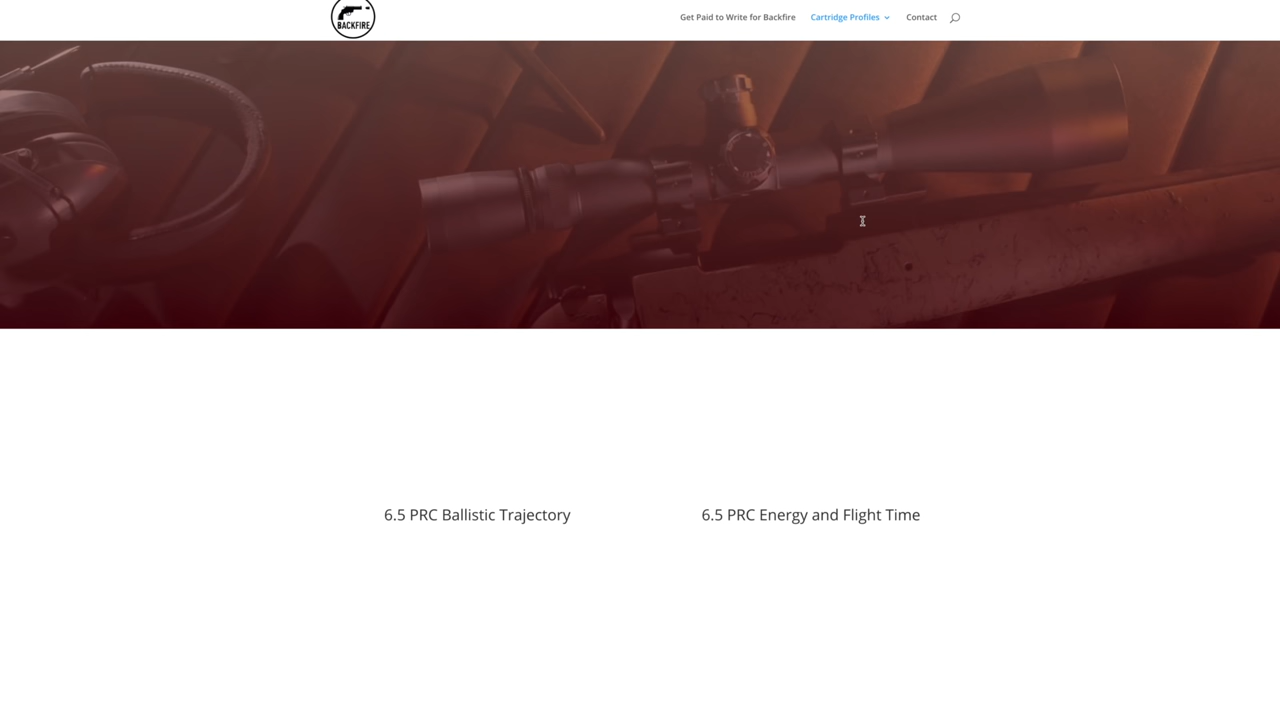 BACKFIRE
Get Paid to Write for Backfire
Cartridge Profiles
Contact
6.5 PRC Ballistic Trajectory
6.5 PRC Energy and Flight Time